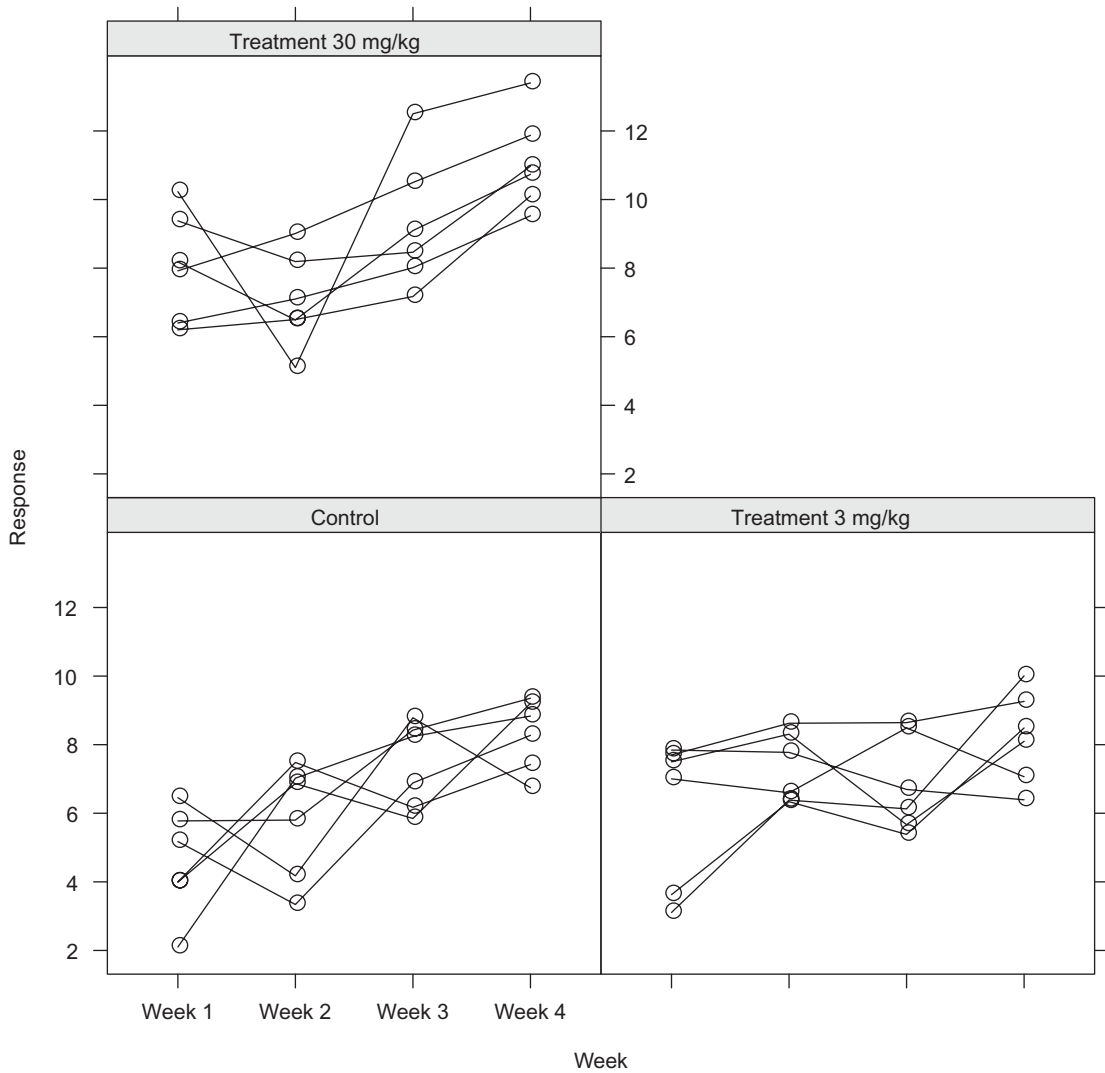 Treatment 30 mg/kg
12
10
8
6
4
2
Response
Control
Treatment 3 mg/kg
12
10
8
6
4
2
Week 1 Week 2 Week 3 Week 4
Week